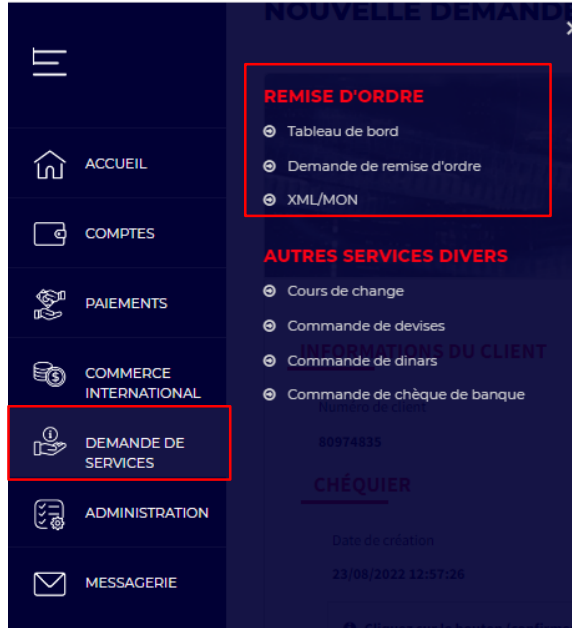 NOUVELLE DEMANDE
REMISE D'ORDRE
Tableau de bord
Demande de remise d'ordre
XML/MON
AUTRES SERVICES DIVERS
Cours de change
Commande de devises
Commande de dinars
Commande de chèque de banque
ACCUEIL
COMPTES
PAIEMENTS
COMMERCE
INTERNATIONAL
DEMANDE DE
SERVICES
ADMINISTRATION
MESSAGERIE
INFORMATIONS DU CLIENT
Numéro de client
80974835
CHÉQUIER
Date de création
23/08/2022 12:57:26